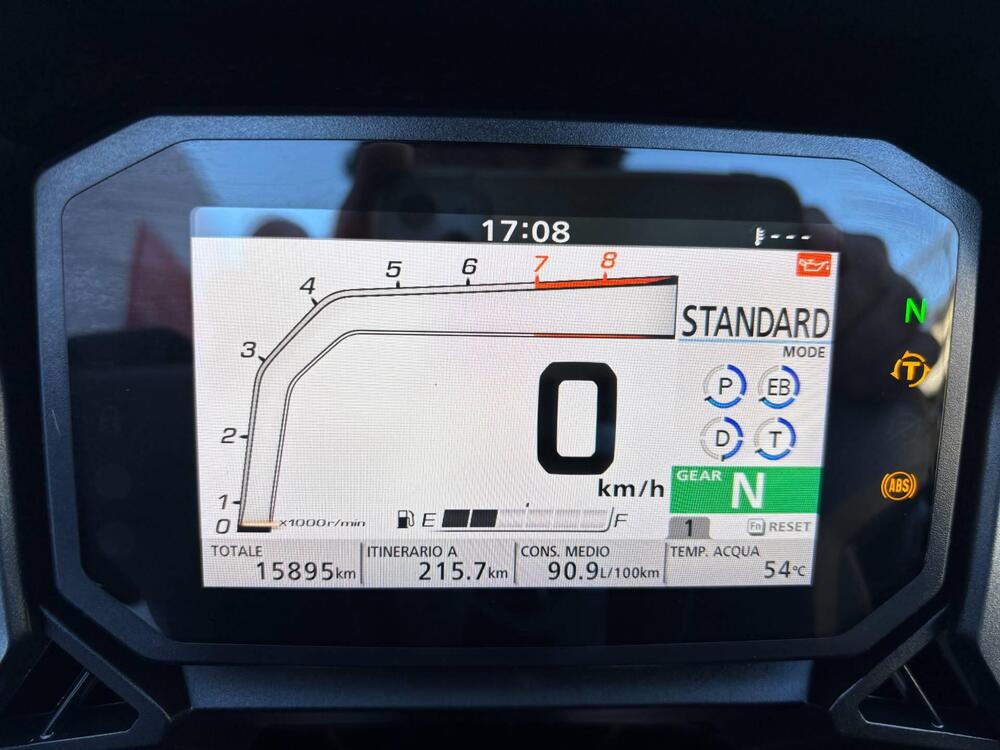 17:08
---
4 5 6 7 8
STANDARD
MODE
3
P EB
2
D T
0
km/h
GEAR N
1
0 x1000r/min
E F
1 Fn RESET
TOTALE ITINERARIO A CONS. MEDIO TEMP. ACQUA
15895km 215.7km 90.9L/100km 54°C
N
T
ABS